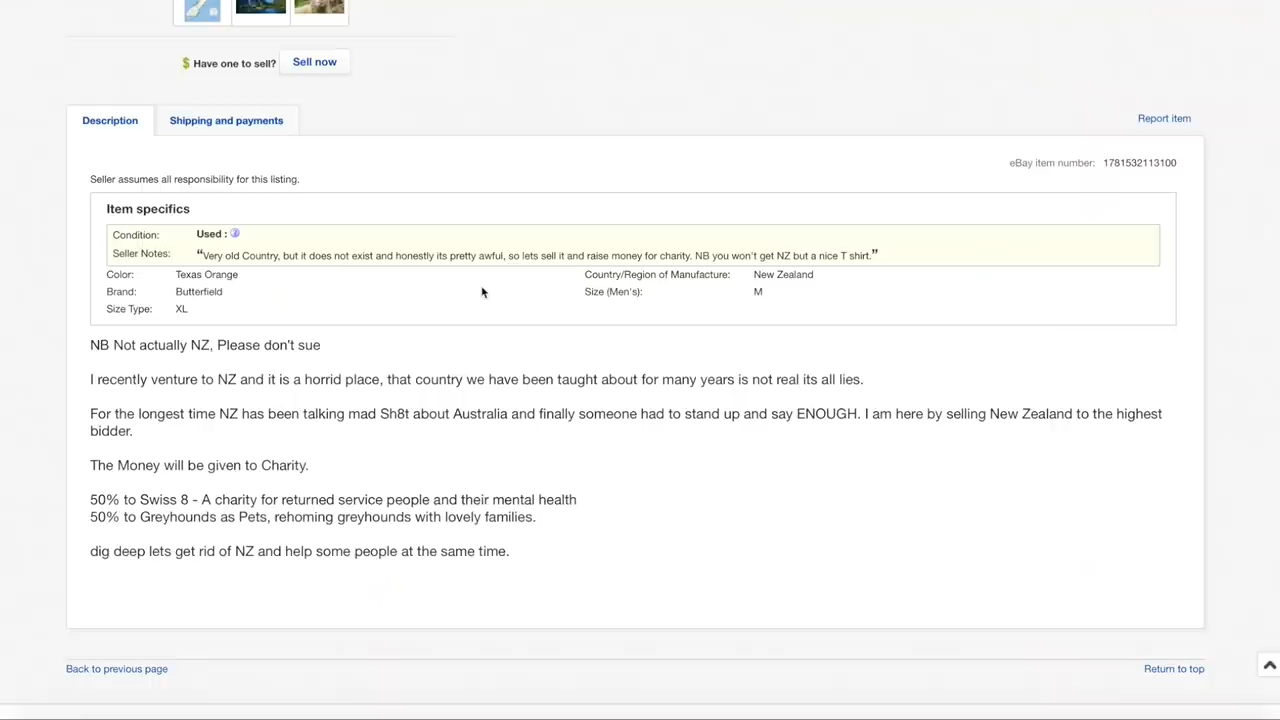 Have one to sell? Sell now
Description Shipping and payments Report item
eBay item number: 1781532113100
Seller assumes all responsibility for this listing.
Item specifics
Condition: Used :
Seller Notes: “Very old Country, but it does not exist and honestly its pretty awful, so lets sell it and raise money for charity. NB you won't get NZ but a nice T shirt.”
Color: Texas Orange Country/Region of Manufacture: New Zealand
Brand: Butterfield Size (Men's): M
Size Type: XL
NB Not actually NZ, Please don't sue
I recently venture to NZ and it is a horrid place, that country we have been taught about for many years is not real its all lies.
For the longest time NZ has been talking mad Sh8t about Australia and finally someone had to stand up and say ENOUGH. I am here by selling New Zealand to the highest
bidder.
The Money will be given to Charity.
50% to Swiss 8 - A charity for returned service people and their mental health
50% to Greyhounds as Pets, rehoming greyhounds with lovely families.
dig deep lets get rid of NZ and help some people at the same time.
Back to previous page Return to top